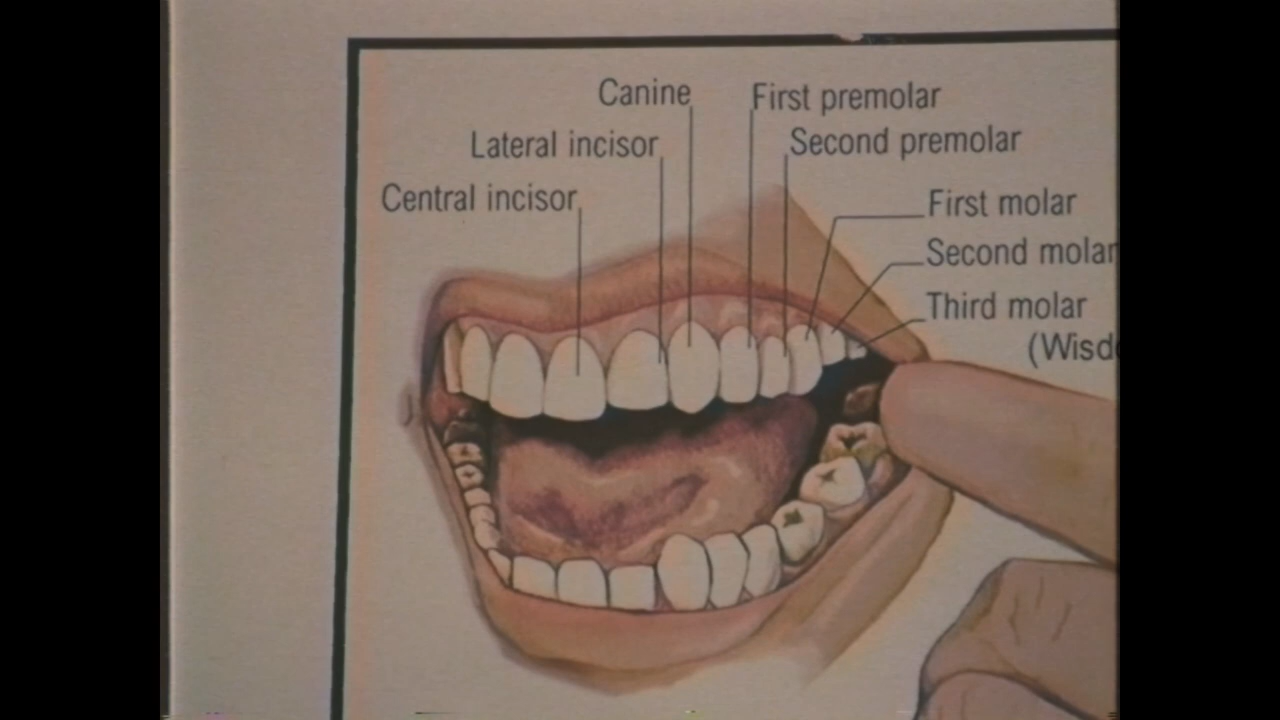 Canine
First premolar
Lateral incisor
Second premolar
Central incisor
First molar
Second molar
Third molar